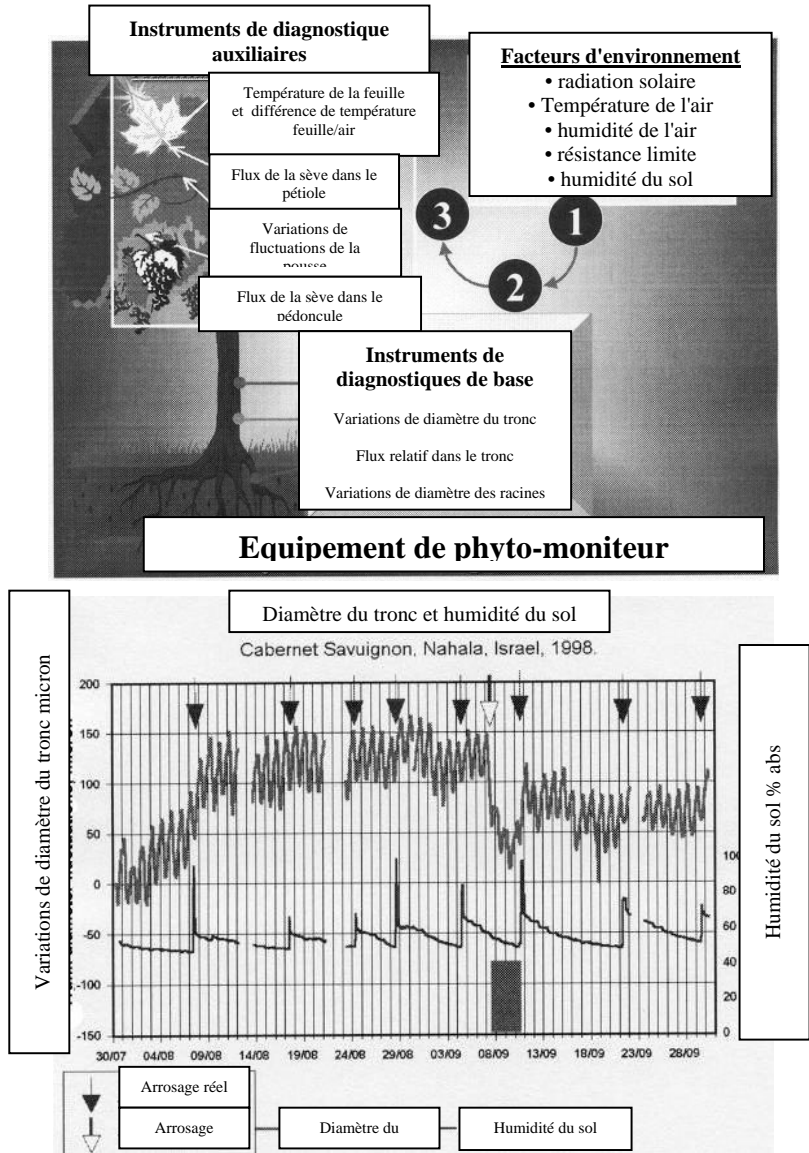 Instruments de diagnostique
auxiliaires
Facteurs d'environnement
• radiation solaire
• Température de l'air
• humidité de l'air
• résistance limite
• humidité du sol
Température de la feuille
et différence de température
feuille/air
Flux de la sève dans le
pétiole
Variations de
fluctuations de la
pousse
Flux de la sève dans le
pédoncule
3
1
2
Instruments de
diagnostiques de base
Variations de diamètre du tronc
Flux relatif dans le tronc
Variations de diamètre des racines
Equipement de phyto-moniteur
Diamètre du tronc et humidité du sol
Cabernet Savuignon, Nahala, Israel, 1998.
Variations de diamètre du tronc micron
200
150
100
50
0
-50
-100
-150
Humidité du sol % abs
100
80
60
40
20
0
30/07 04/08 09/08 14/08 19/08 24/08 29/08 03/09 08/09 13/09 18/09 23/09 28/09
Arrosage réel
Arrosage
Diamètre du
Humidité du sol